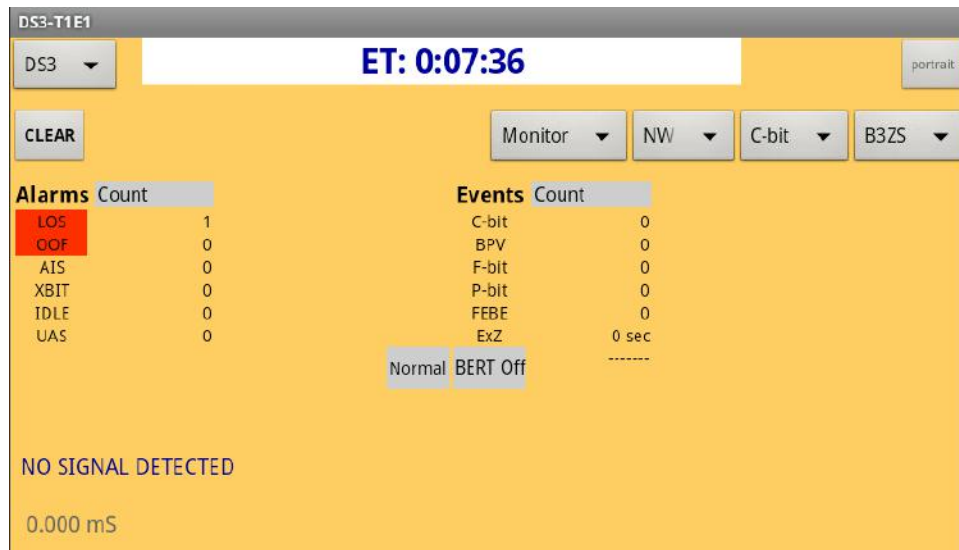 DS3-T1E1
DS3 ET: 0:07:36 portrait
CLEAR Monitor NW C-bit B3ZS
Alarms Count Events Count
LOS 1 C-bit 0
OOF 0 BPV 0
AIS 0 F-bit 0
XBIT 0 P-bit 0
IDLE 0 FEBE 0
UAS 0 ExZ 0 sec
Normal BERT Off -------
NO SIGNAL DETECTED
0.000 mS